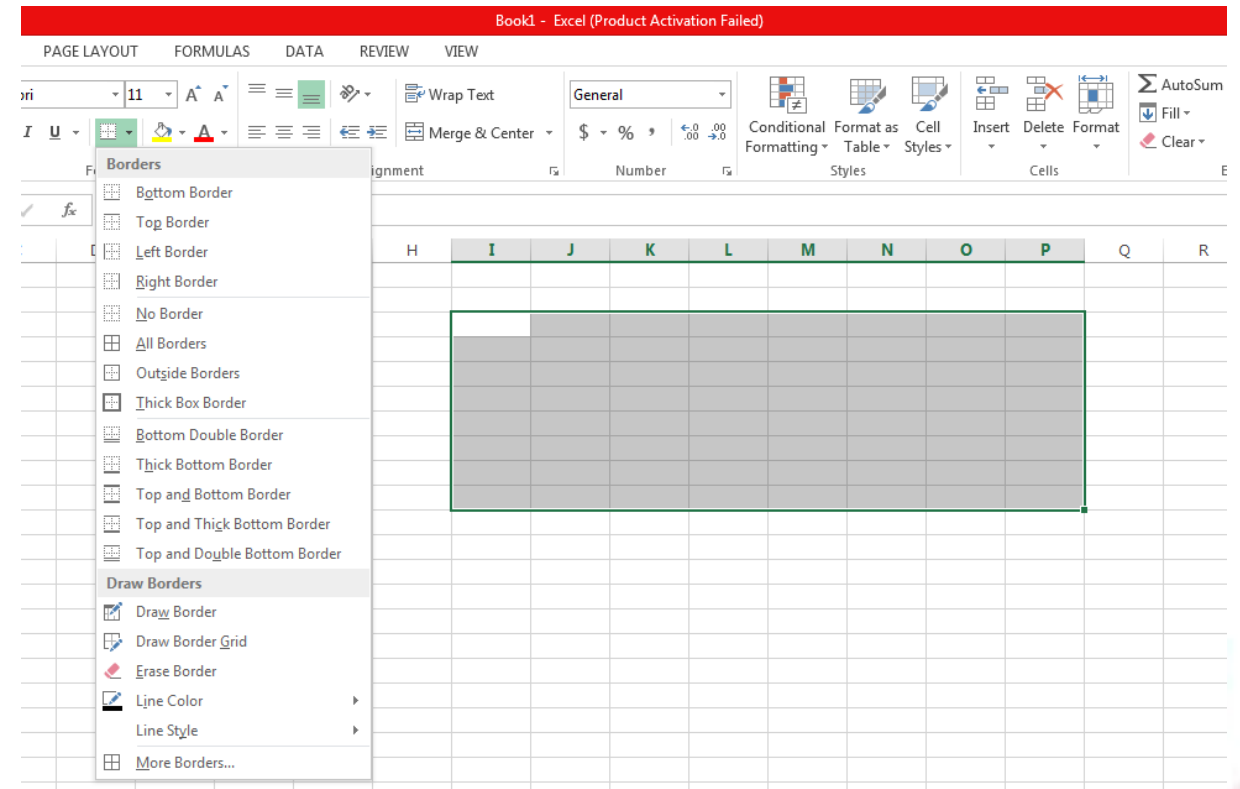 Book1 - Excel (Product Activation Failed)
PAGE LAYOUT FORMULAS DATA REVIEW VIEW
11 A A Wrap Text General AutoSum
Fill
I U A Merge & Center $ % , .0 .00 .00 .0 Conditional Formatting Format as Table Cell Styles Insert Delete Format Clear
ignment Number Styles Cells
Borders
Bottom Border
Top Border
Left Border
Right Border
No Border
All Borders
Outside Borders
Thick Box Border
Bottom Double Border
Thick Bottom Border
Top and Bottom Border
Top and Thick Bottom Border
Top and Double Bottom Border
Draw Borders
Draw Border
Draw Border Grid
Erase Border
Line Color
Line Style
More Borders...
fx
H I J K L M N O P Q R